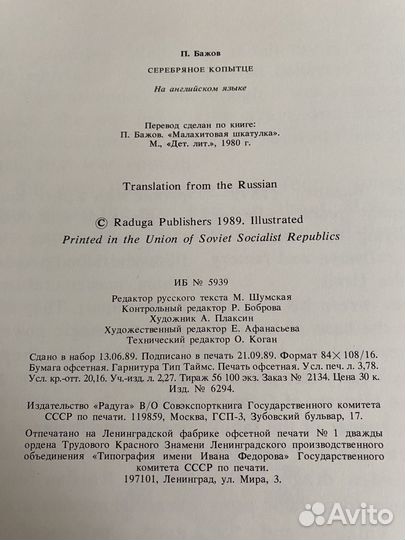 П. Бажов
СЕРЕБРЯНОЕ КОПЫТЦЕ
На английском языке
Перевод сделан по книге:
П. Бажов. «Малахитовая шкатулка».
М., «Дет. лит.», 1980 г.
Translation from the Russian
© Raduga Publishers 1989. Illustrated
Printed in the Union of Soviet Socialist Republics
ИБ № 5939
Редактор русского текста М. Шумская
Контрольный редактор Р. Боброва
Художник А. Плаксин
Художественный редактор Е. Афанасьева
Технический редактор О. Коган
Сдано в набор 13.06.89. Подписано в печать 21.09.89. Формат 84 × 108/16.
Бумага офсетная. Гарнитура Тип Таймс. Печать офсетная. Усл. печ. л. 3,78.
Усл. кр.-отт. 20,16. Уч.-изд. л. 2,27. Тираж 56 100 экз. Заказ № 2134. Цена 30 к.
Изд. № 6294.
Издательство «Радуга» В/О Совэкспорткнига Государственного комитета
СССР по печати. 119859, Москва, ГСП-3, Зубовский бульвар, 17.
Отпечатано на Ленинградской фабрике офсетной печати № 1 дважды
ордена Трудового Красного Знамени Ленинградского производственного
объединения «Типография имени Ивана Федорова» Государственного
комитета СССР по печати.
197101, Ленинград, ул. Мира, 3.
Avito